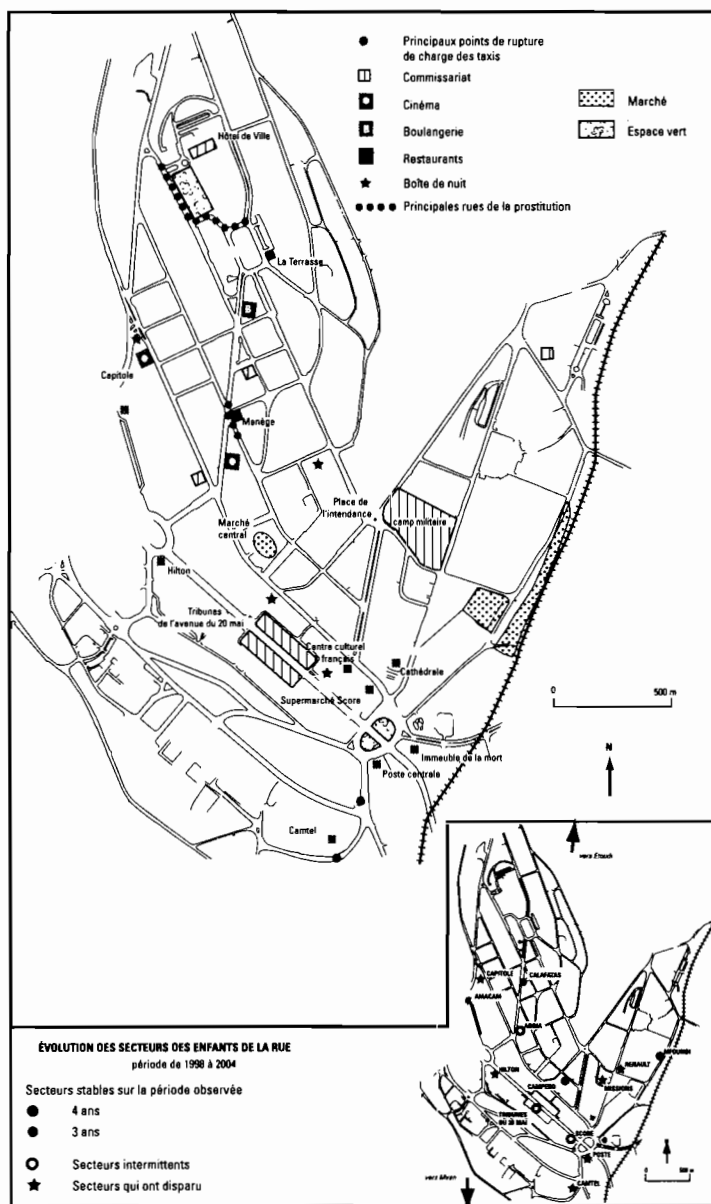 Principaux points de rupture
de charge des taxis
Commissariat
Cinéma
B Boulangerie
Restaurants
Boîte de nuit
Principales rues de la prostitution
Marché
Espace vert
Hôtel de Ville
La Terrasse
B
Capitole
Manège
Place de
l'intendance
camp militaire
Marché
central
Hilton
Tribunes
de l'avenue du 20 mai
Centre culturel
français
Cathédrale
Supermarché Score
0 500 m
N
Immeuble de la mort
Poste centrale
Camtel
vers Etoudi
CAPITOLE
CALAFATAS
AMACAM
ABBIA
HILTON
CAMPERO
MISSIONS
RENAULT
MFOUNDI
TRIBUNES
DU 20 MAI
SCORE
POSTE
CAMTEL
vers Mvan
N
0 500 m
ÉVOLUTION DES SECTEURS DES ENFANTS DE LA RUE
période de 1998 à 2004
Secteurs stables sur la période observée
4 ans
3 ans
Secteurs intermittents
Secteurs qui ont disparu